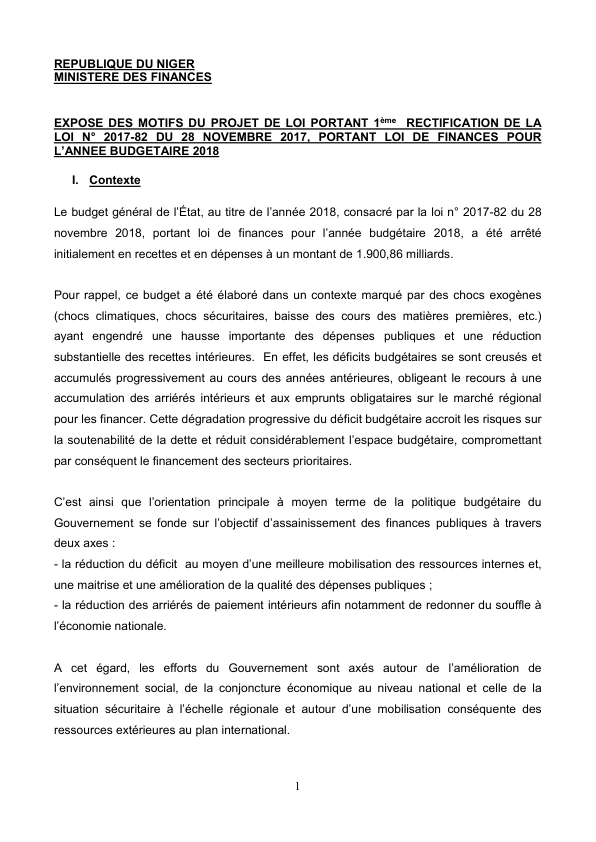 REPUBLIQUE DU NIGER
MINISTERE DES FINANCES
EXPOSE DES MOTIFS DU PROJET DE LOI PORTANT 1ème RECTIFICATION DE LA
LOI N° 2017-82 DU 28 NOVEMBRE 2017, PORTANT LOI DE FINANCES POUR
L'ANNEE BUDGETAIRE 2018
I. Contexte
Le budget général de l'État, au titre de l'année 2018, consacré par la loi n° 2017-82 du 28
novembre 2018, portant loi de finances pour l'année budgétaire 2018, a été arrêté
initialement en recettes et en dépenses à un montant de 1.900,86 milliards.
Pour rappel, ce budget a été élaboré dans un contexte marqué par des chocs exogènes
(chocs climatiques, chocs sécuritaires, baisse des cours des matières premières, etc.)
ayant engendré une hausse importante des dépenses publiques et une réduction
substantielle des recettes intérieures. En effet, les déficits budgétaires se sont creusés et
accumulés progressivement au cours des années antérieures, obligeant le recours à une
accumulation des arriérés intérieurs et aux emprunts obligataires sur le marché régional
pour les financer. Cette dégradation progressive du déficit budgétaire accroit les risques sur
la soutenabilité de la dette et réduit considérablement l'espace budgétaire, compromettant
par conséquent le financement des secteurs prioritaires.
C'est ainsi que l'orientation principale à moyen terme de la politique budgétaire du
Gouvernement se fonde sur l'objectif d'assainissement des finances publiques à travers
deux axes :
- la réduction du déficit au moyen d'une meilleure mobilisation des ressources internes et,
une maitrise et une amélioration de la qualité des dépenses publiques ;
- la réduction des arriérés de paiement intérieurs afin notamment de redonner du souffle à
l'économie nationale.
A cet égard, les efforts du Gouvernement sont axés autour de l'amélioration de
l'environnement social, de la conjoncture économique au niveau national et celle de la
situation sécuritaire à l'échelle régionale et autour d'une mobilisation conséquente des
ressources extérieures au plan international.
1